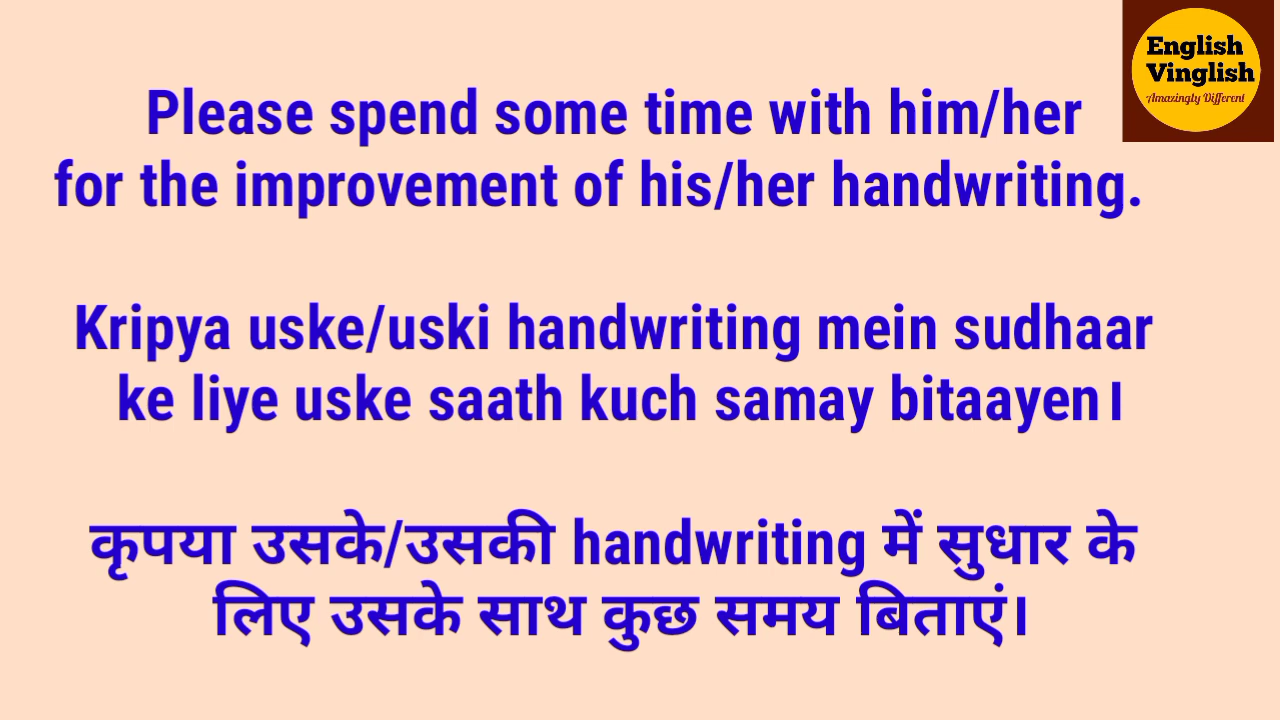 English
Vinglish
Amazingly Different
Please spend some time with him/her
for the improvement of his/her handwriting.
Kripya uske/uski handwriting mein sudhaar
ke liye uske saath kuch samay bitaayen।
कृपया उसके/उसकी handwriting में सुधार के
लिए उसके साथ कुछ समय बिताएं।